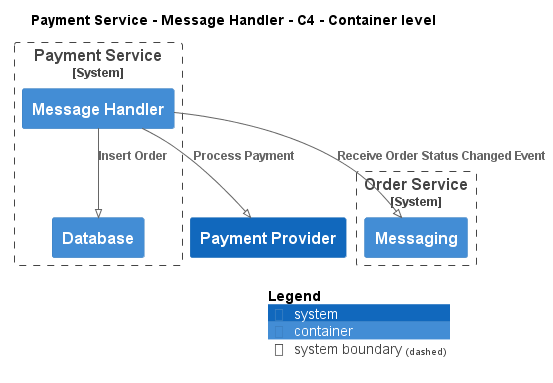 Payment Service - Message Handler - C4 - Container level
Payment Service
[System]
Message Handler
Insert Order
Process Payment
Receive Order Status Changed Event
Order Service
[System]
Database
Payment Provider
Messaging
Legend
system
container
system boundary (dashed)